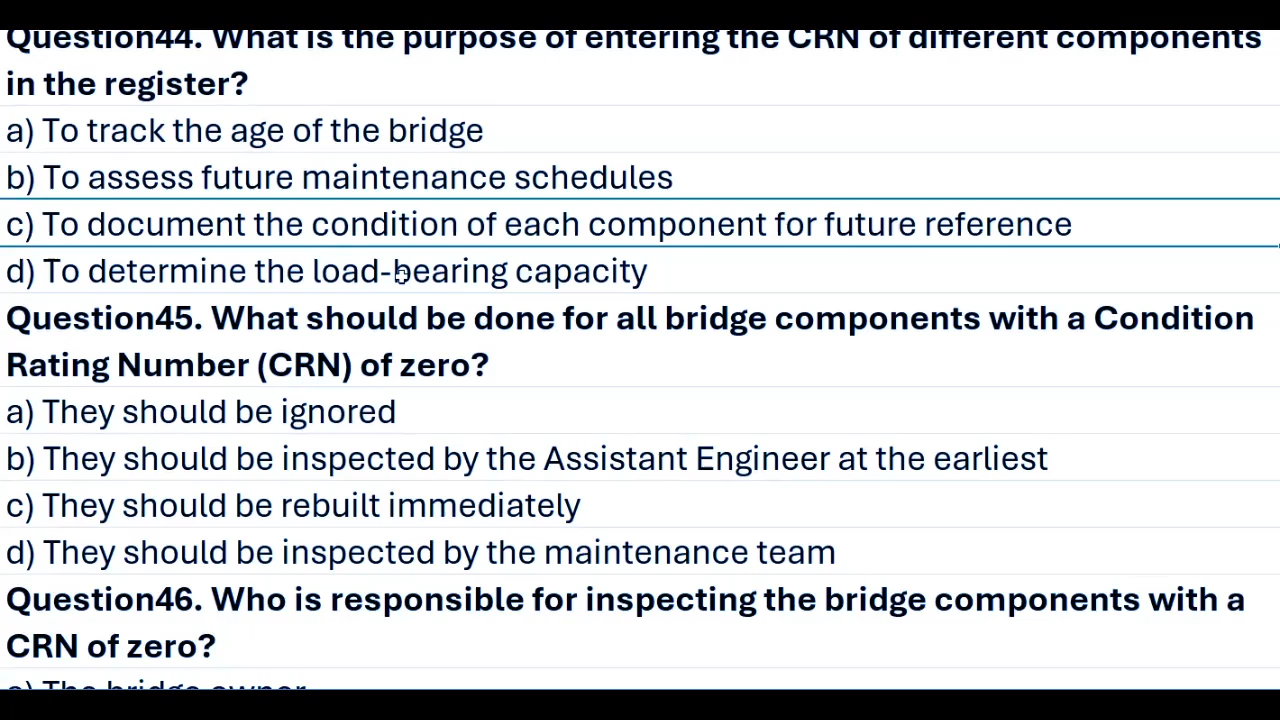 Question44. What is the purpose of entering the CRN of different components
in the register?
a) To track the age of the bridge
b) To assess future maintenance schedules
c) To document the condition of each component for future reference
d) To determine the load-bearing capacity
Question45. What should be done for all bridge components with a Condition
Rating Number (CRN) of zero?
a) They should be ignored
b) They should be inspected by the Assistant Engineer at the earliest
c) They should be rebuilt immediately
d) They should be inspected by the maintenance team
Question46. Who is responsible for inspecting the bridge components with a
CRN of zero?
a) The bridge owner